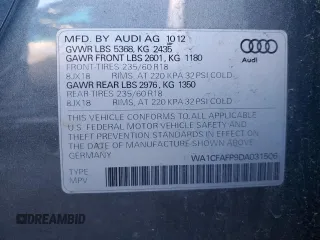 MFD. BY AUDI AG 10 12
GVWR LBS 5368, KG 2435
GAWR FRONT LBS 2601, KG 1180
FRONT-TIRES 235/60R18
8JX18 RIMS, AT 220 KPA 32 PSI COLD
GAWR REAR LBS 2976, KG 1350
REAR TIRES 235/60R18
8JX18 RIMS, AT 220 KPA 32 PSI COLD
THIS VEHICLE CONFORMS TO ALL APPLICABLE
U.S. FEDERAL MOTOR VEHICLE SAFETY AND
THEFT PREVENTION STANDARDS IN EFFECT ON
THE DATE OF MANUFACTURE SHOWN ABOVE
GERMANY
WA1CFAFP9DA031506
TYPE: MPV
Audi
DREAMBID